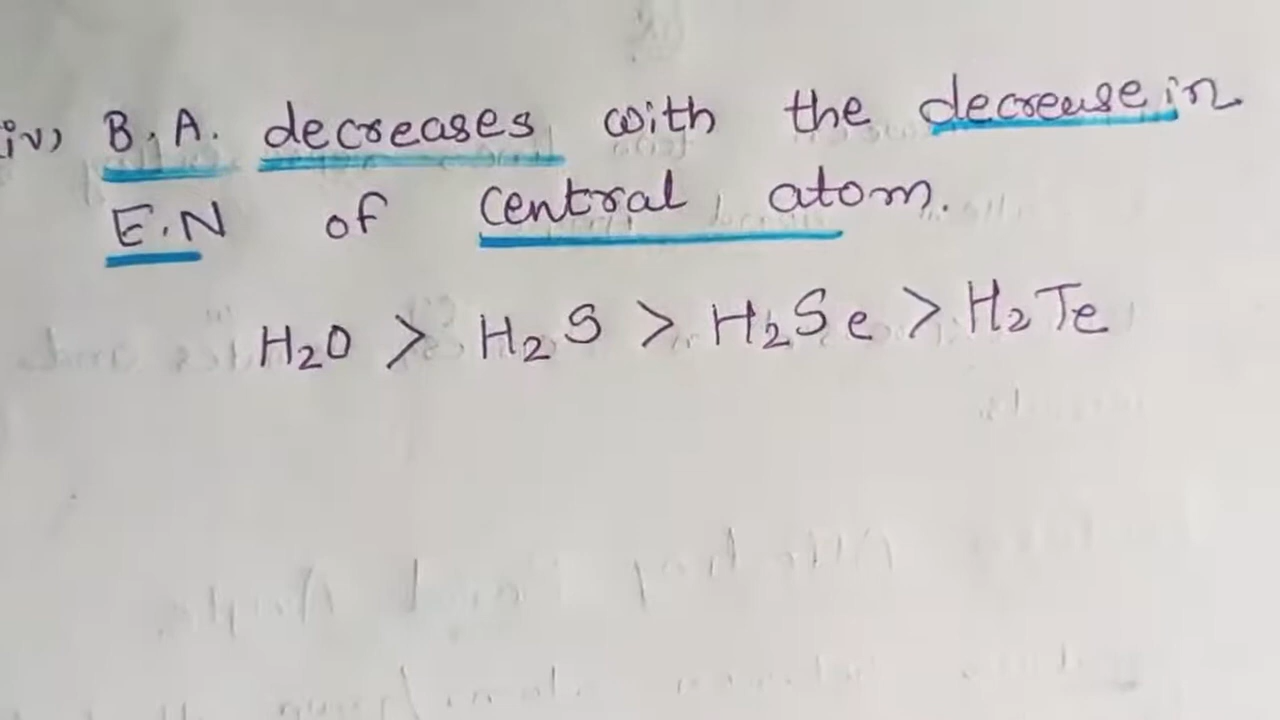 iv) B.A. decreases with the decrease in
E.N of central atom.
H₂O > H₂S > H₂Se > H₂Te